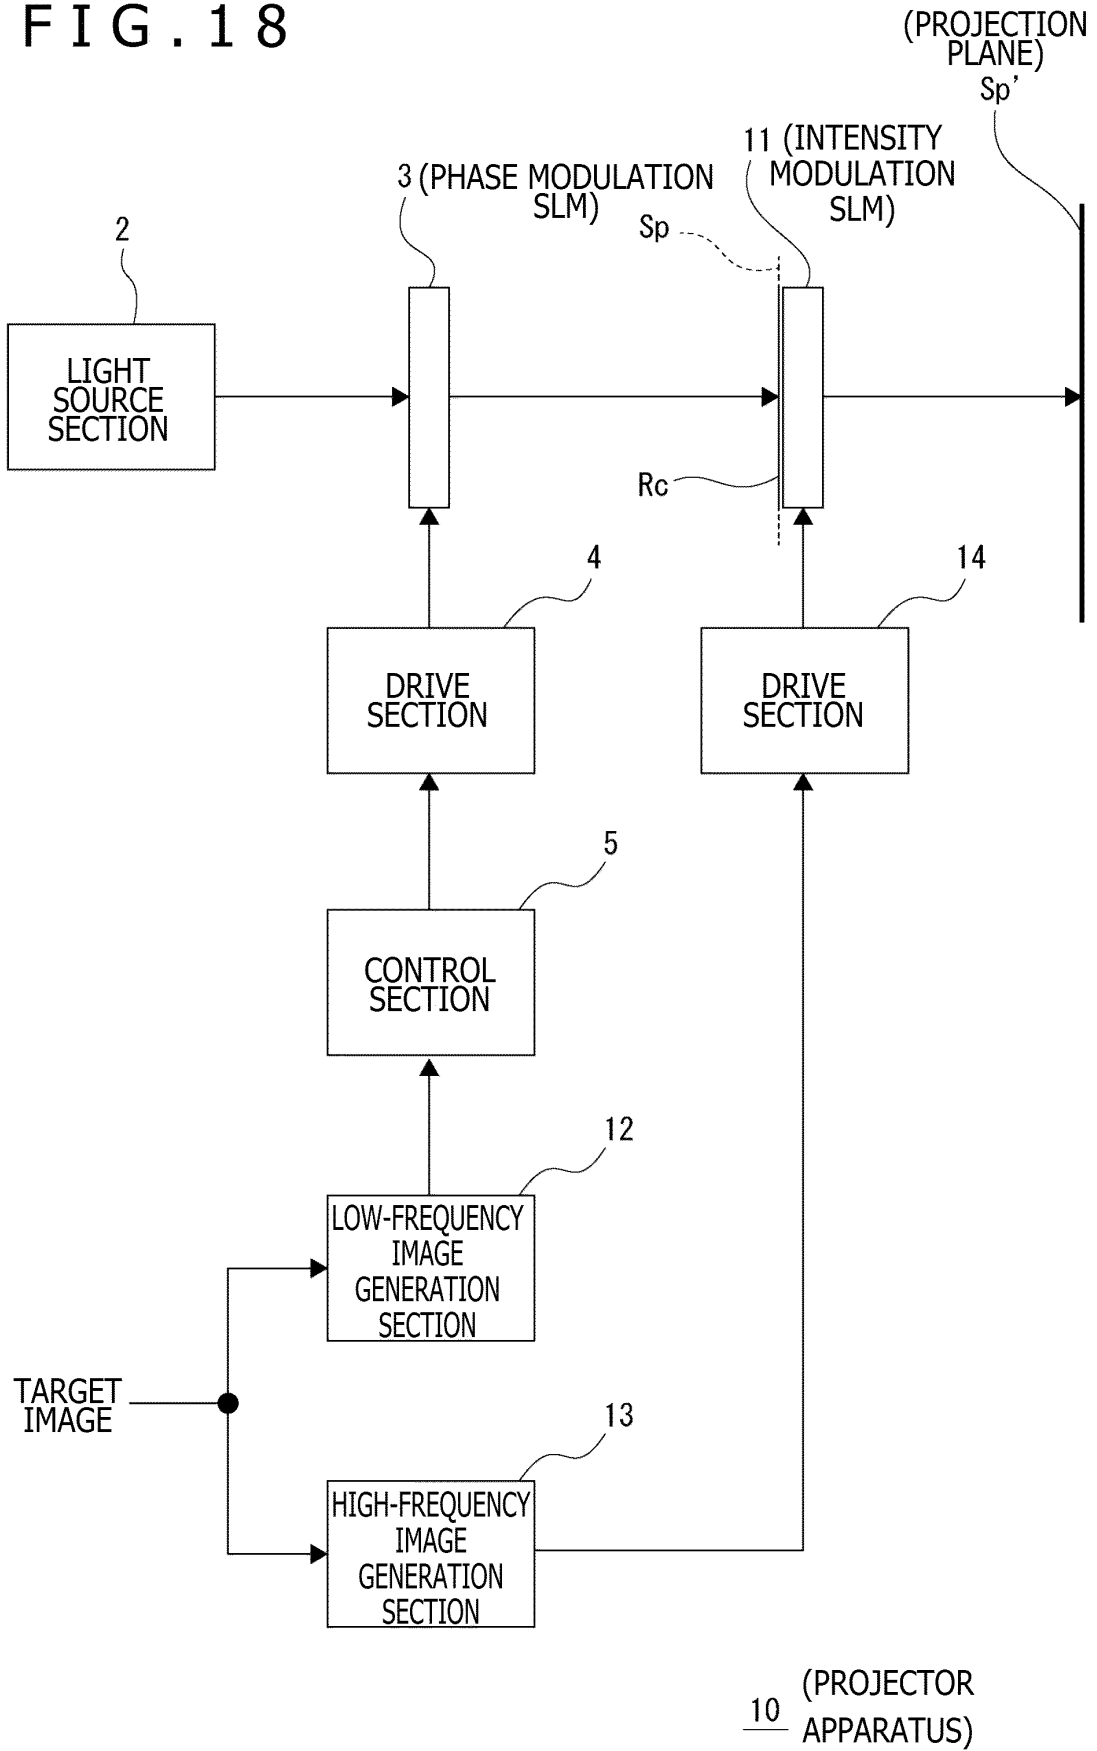 FIG.18
(PROJECTION
PLANE)
Sp'
11 (INTENSITY
MODULATION
SLM)
3 (PHASE MODULATION
SLM)
Sp
2
LIGHT
SOURCE
SECTION
Rc
4
14
DRIVE
SECTION
DRIVE
SECTION
5
CONTROL
SECTION
12
LOW-FREQUENCY
IMAGE
GENERATION
SECTION
TARGET
IMAGE
13
HIGH-FREQUENCY
IMAGE
GENERATION
SECTION
10 (PROJECTOR
APPARATUS)